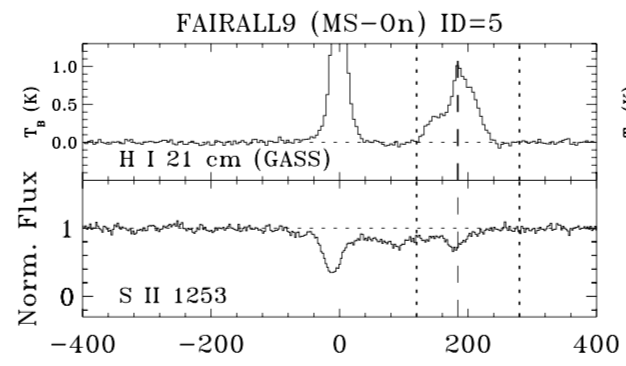 FAIRALL9 (MS-On) ID=5
1.0
0.5
0.0
T_B (K)
H I 21 cm (GASS)
Norm. Flux
1
0
S II 1253
-400 -200 0 200 400